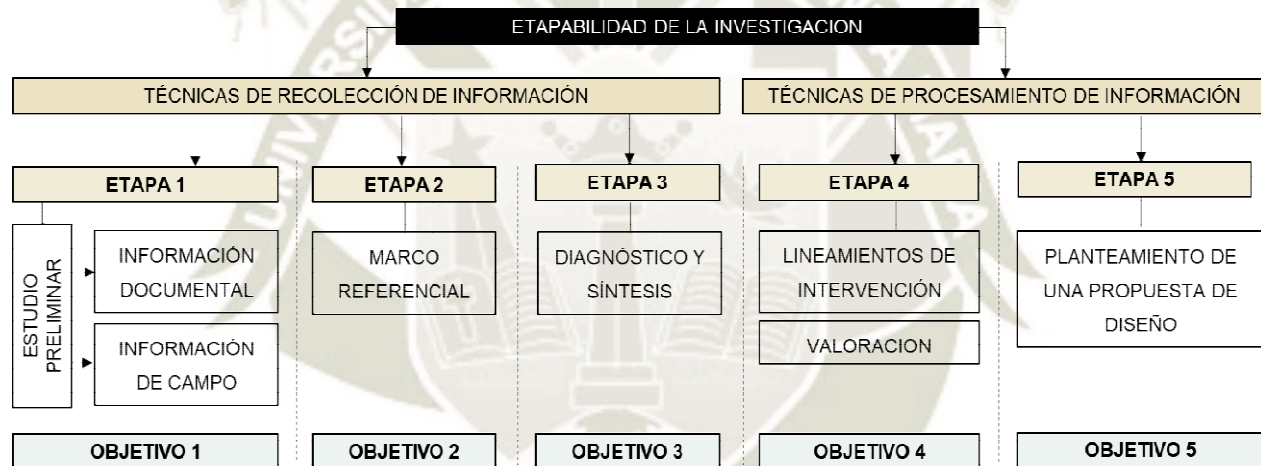 ETAPABILIDAD DE LA INVESTIGACION
TÉCNICAS DE RECOLECCIÓN DE INFORMACIÓN
TÉCNICAS DE PROCESAMIENTO DE INFORMACIÓN
ETAPA 1
ETAPA 2
ETAPA 3
ETAPA 4
ETAPA 5
ESTUDIO
PRELIMINAR
INFORMACIÓN
DOCUMENTAL
INFORMACIÓN
DE CAMPO
MARCO
REFERENCIAL
DIAGNÓSTICO Y
SÍNTESIS
LINEAMIENTOS DE
INTERVENCIÓN
VALORACION
PLANTEAMIENTO DE
UNA PROPUESTA DE
DISEÑO
OBJETIVO 1
OBJETIVO 2
OBJETIVO 3
OBJETIVO 4
OBJETIVO 5